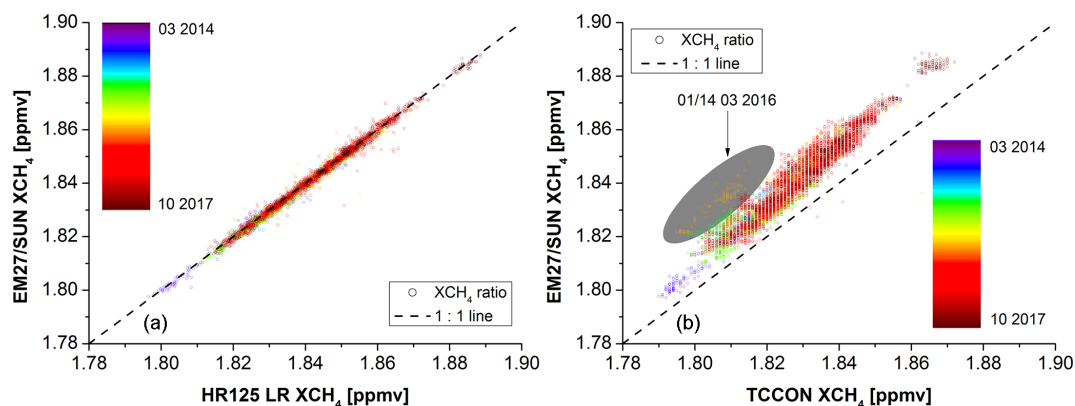 1.90
1.88
1.86
1.84
1.82
1.80
1.78
EM27/SUN XCH₄ [ppmv]
03 2014
10 2017
(a)
XCH₄ ratio
1 : 1 line
1.78
1.80
1.82
1.84
1.86
1.88
1.90
HR125 LR XCH₄ [ppmv]
1.90
1.88
1.86
1.84
1.82
1.80
1.78
EM27/SUN XCH₄ [ppmv]
XCH₄ ratio
1 : 1 line
01/14 03 2016
03 2014
10 2017
(b)
1.78
1.80
1.82
1.84
1.86
1.88
1.90
TCCON XCH₄ [ppmv]